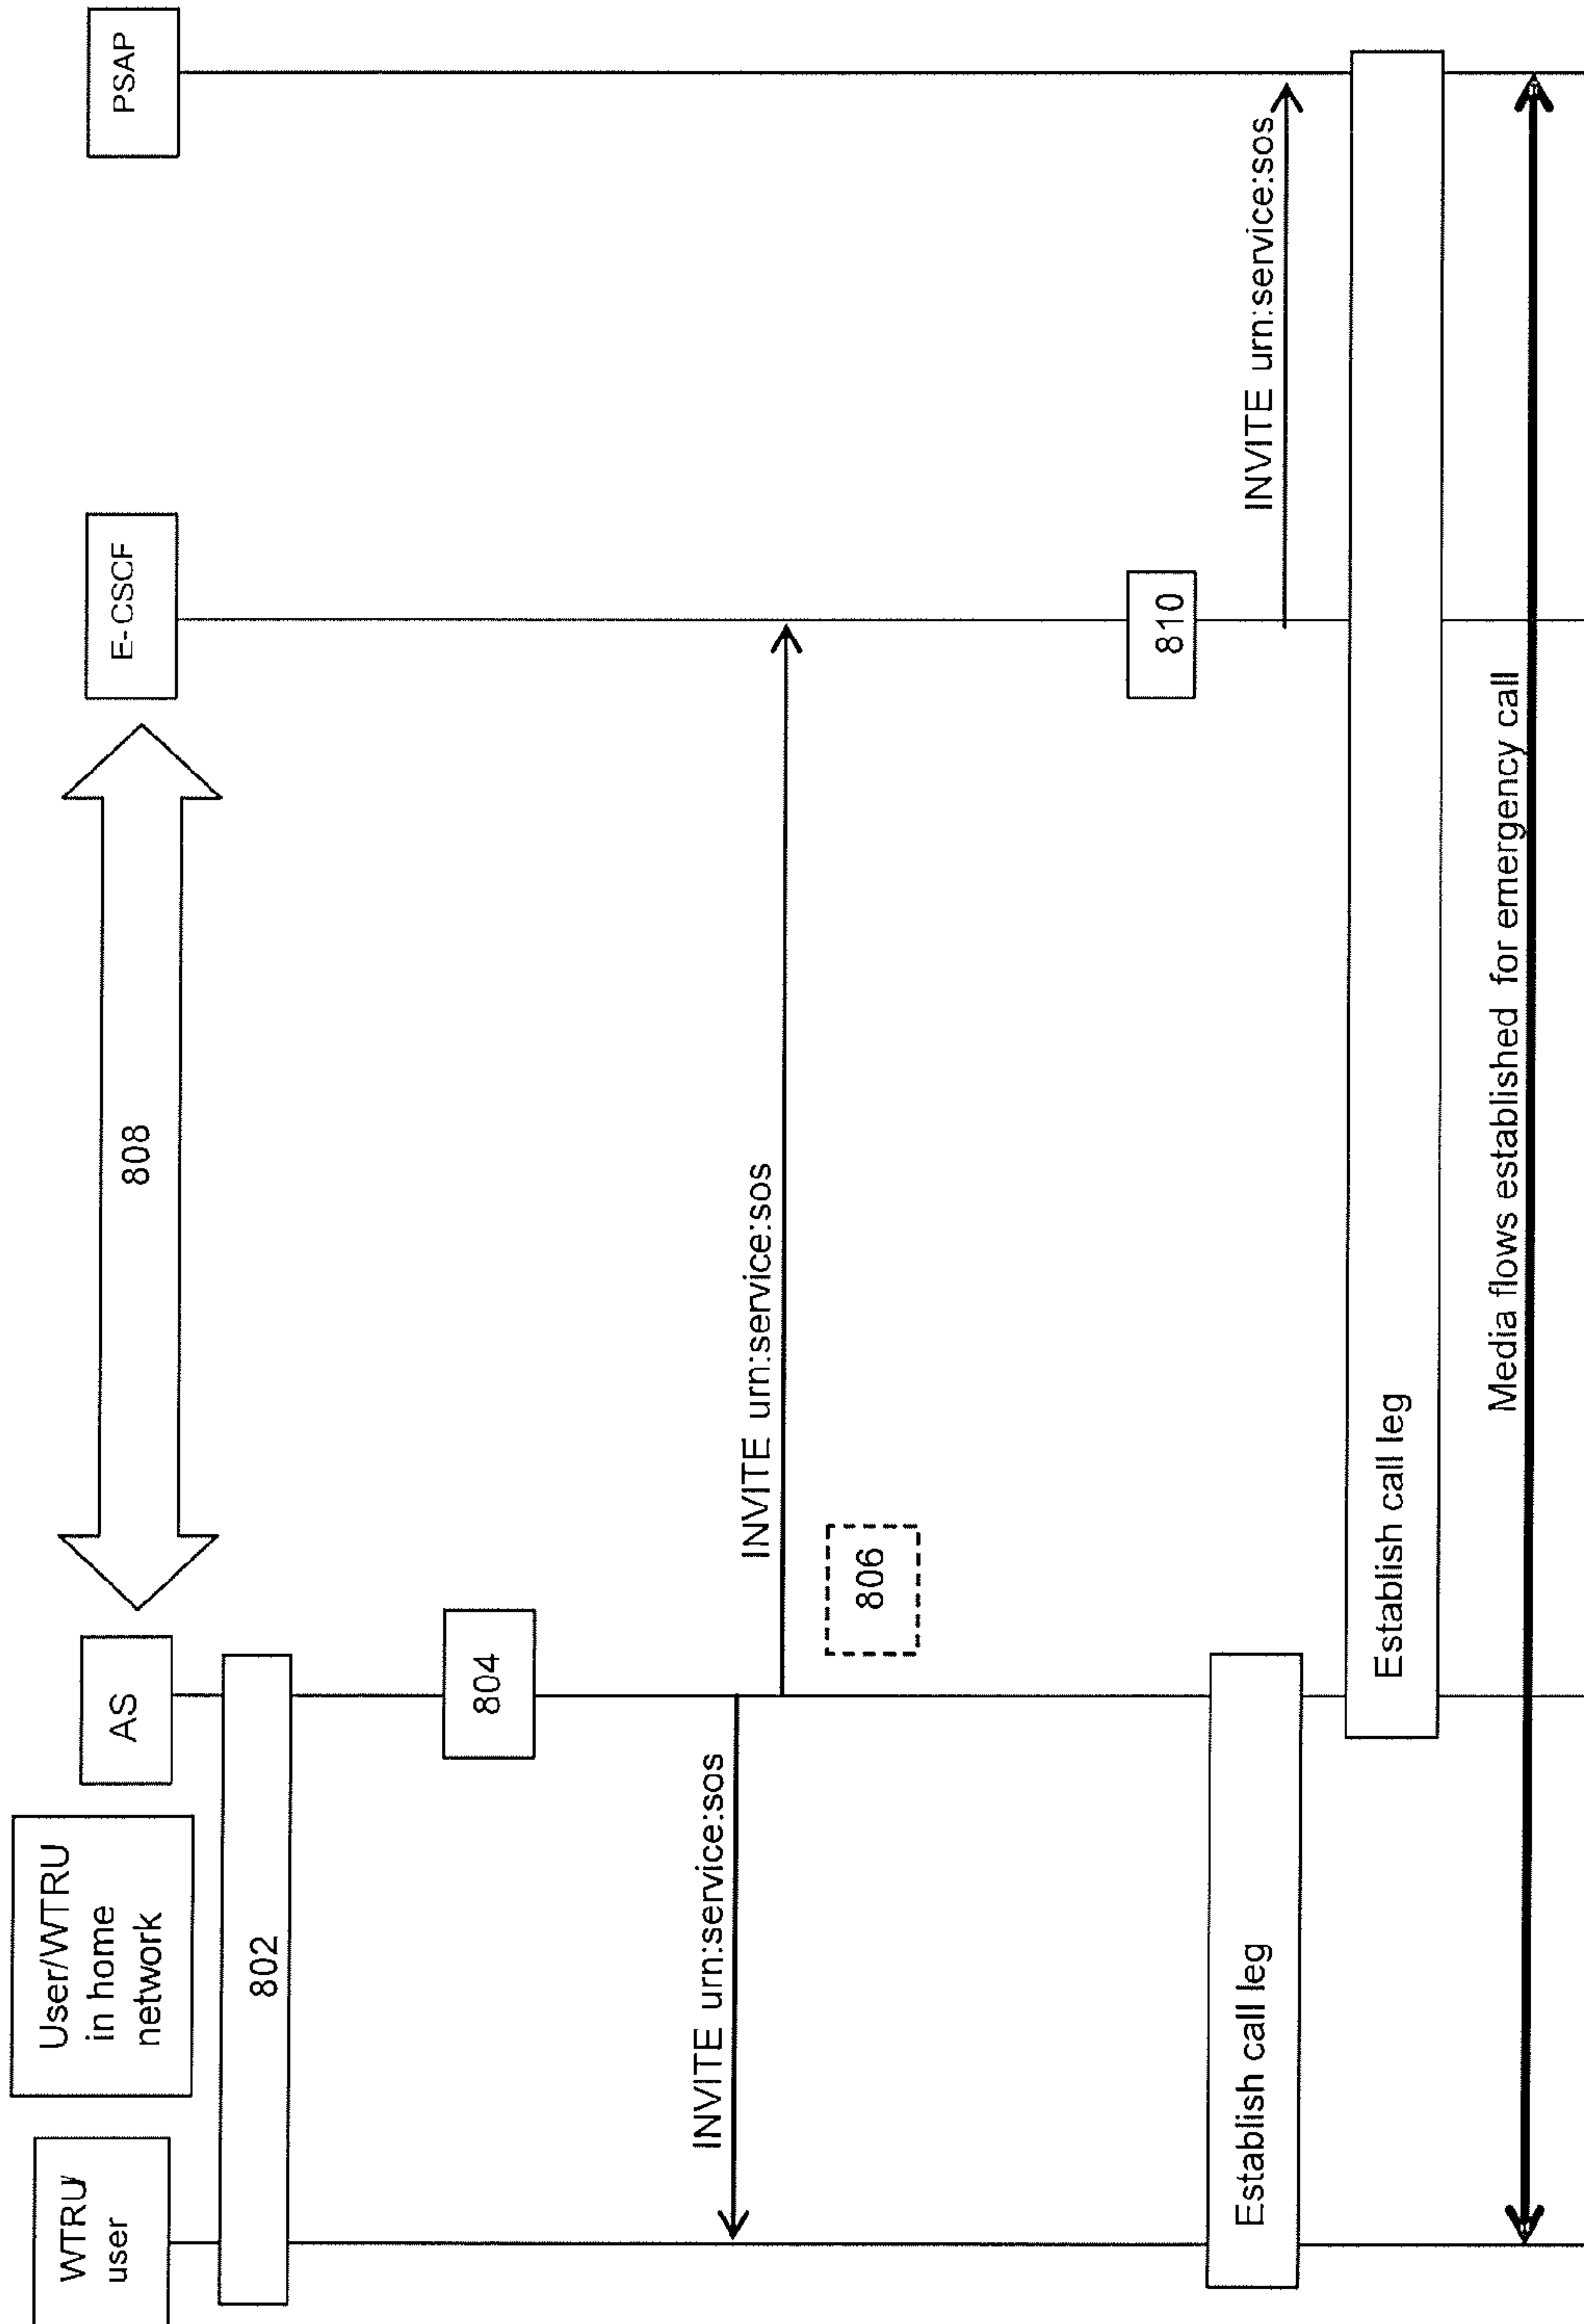 WTRU/
user
User/WTRU
in home
network
AS
808
E-CSCF
PSAP
802
804
INVITE urn:service:sos
INVITE urn:service:sos
806
810
Establish call leg
INVITE urn:service:sos
Establish call leg
Media flows established for emergency call